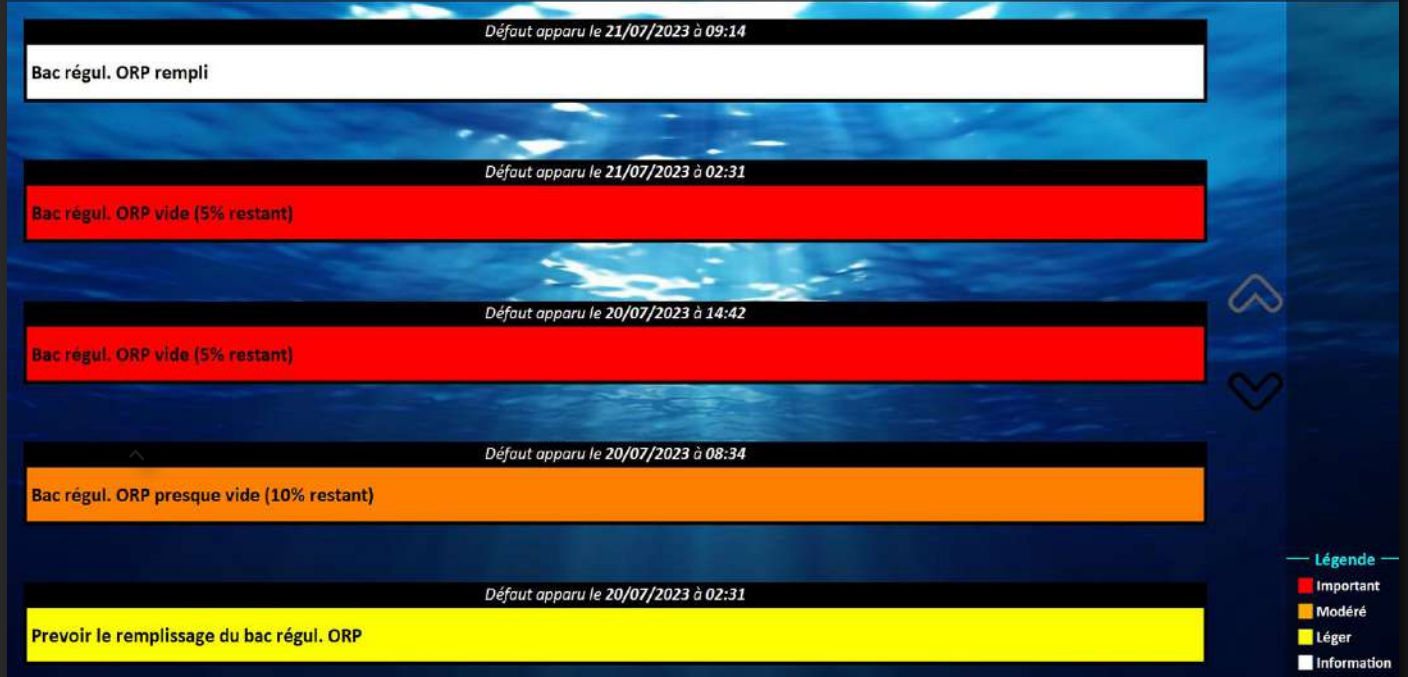 Défaut apparu le 21/07/2023 à 09:14
Bac régul. ORP rempli
Défaut apparu le 21/07/2023 à 02:31
Bac régul. ORP vide (5% restant)
Défaut apparu le 20/07/2023 à 14:42
Bac régul. ORP vide (5% restant)
Défaut apparu le 20/07/2023 à 08:34
Bac régul. ORP presque vide (10% restant)
Défaut apparu le 20/07/2023 à 02:31
Prevoir le remplissage du bac régul. ORP
Légende
Important
Modéré
Léger
Information